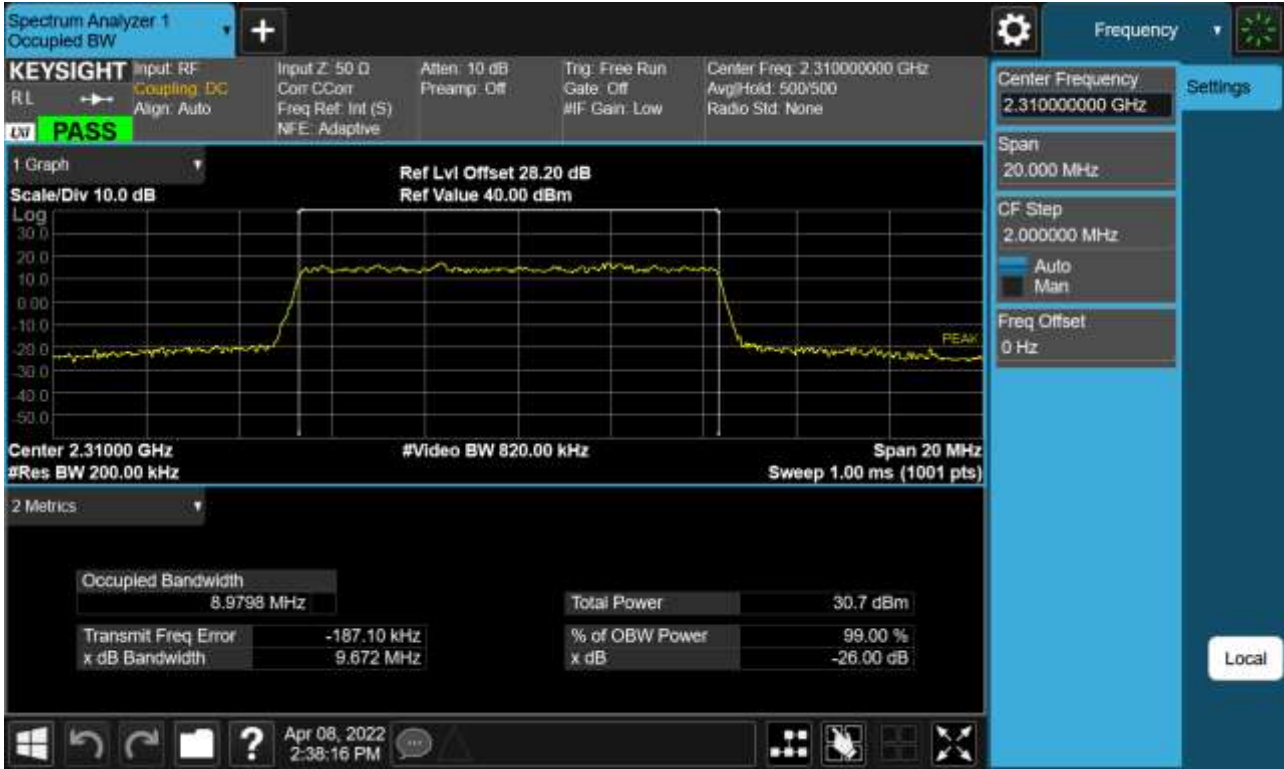 Spectrum Analyzer 1
Occupied BW
+
Frequency
KEYSIGHT
RL
LXI
PASS
Input: RF
Coupling: DC
Align: Auto
Input Z: 50 Ω
Corr CCorr
Freq Ref: Int (S)
NFE: Adaptive
Atten: 10 dB
Preamp: Off
Trig: Free Run
Gate: Off
#IF Gain: Low
Center Freq: 2.310000000 GHz
Avg|Hold: 500/500
Radio Std: None
Center Frequency
2.310000000 GHz
Settings
Span
20.000 MHz
CF Step
2.000000 MHz
Auto
Man
Freq Offset
0 Hz
Local
1 Graph
Scale/Div 10.0 dB
Ref Lvl Offset 28.20 dB
Ref Value 40.00 dBm
Log
30.0
20.0
10.0
0.00
-10.0
-20.0
-30.0
-40.0
-50.0
PEAK
Center 2.31000 GHz
#Res BW 200.00 kHz
#Video BW 820.00 kHz
Span 20 MHz
Sweep 1.00 ms (1001 pts)
2 Metrics
Occupied Bandwidth
8.9798 MHz
Total Power 30.7 dBm
Transmit Freq Error -187.10 kHz
% of OBW Power 99.00 %
x dB Bandwidth 9.672 MHz
x dB -26.00 dB
?
Apr 08, 2022
2:38:16 PM